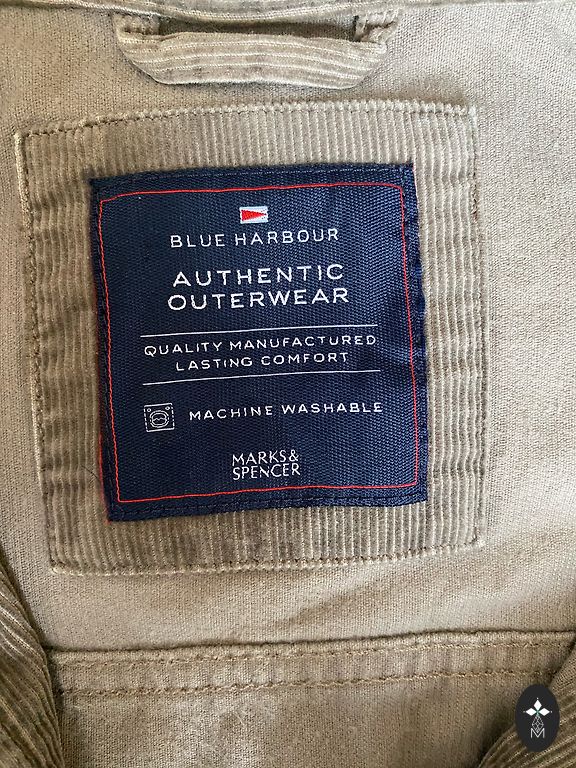 BLUE HARBOUR
AUTHENTIC
OUTERWEAR
QUALITY MANUFACTURED
LASTING COMFORT
MACHINE WASHABLE
MARKS&
SPENCER
M